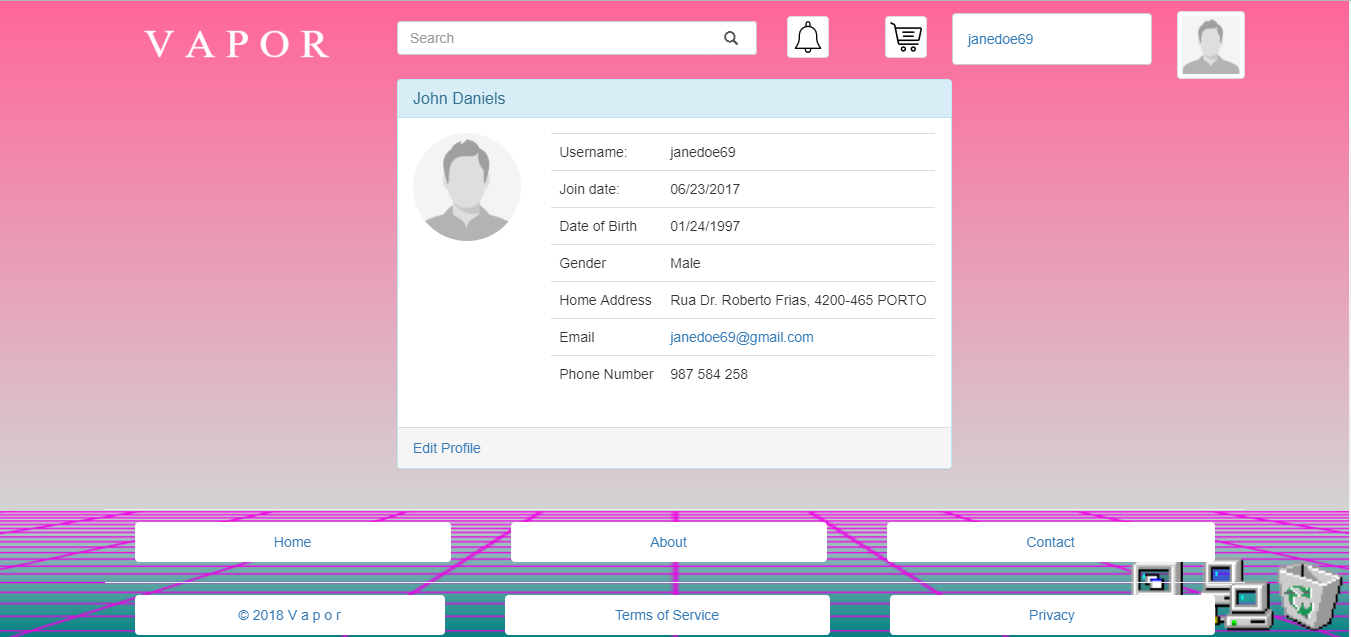 V A P O R
Search
janedoe69
John Daniels
Username: janedoe69
Join date: 06/23/2017
Date of Birth 01/24/1997
Gender Male
Home Address Rua Dr. Roberto Frias, 4200-465 PORTO
Email janedoe69@gmail.com
Phone Number 987 584 258
Edit Profile
Home About Contact
© 2018 V a p o r Terms of Service Privacy